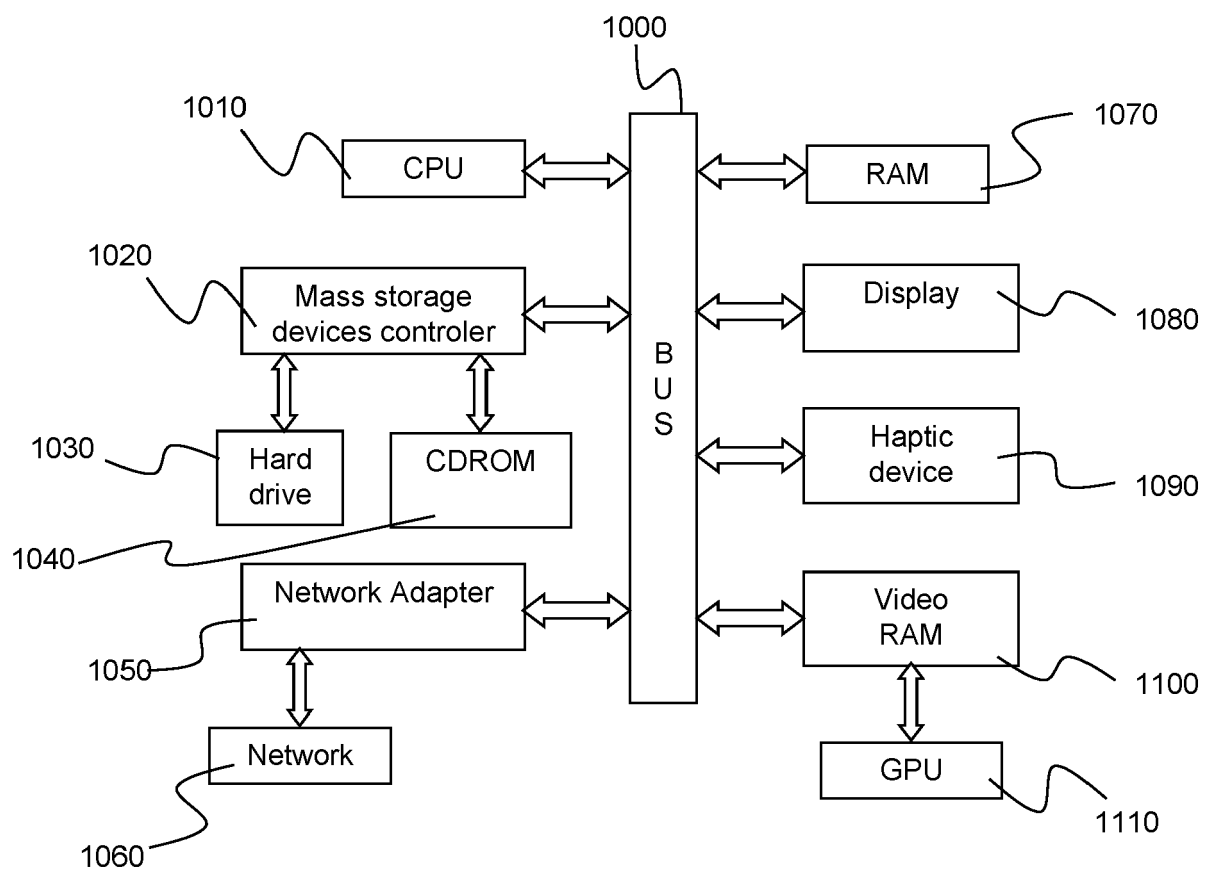 1000
1010
CPU
RAM
1070
1020
Mass storage
devices controler
Display
1080
B
U
S
1030
Hard
drive
CDROM
Haptic
device
1090
1040
Network Adapter
1050
Video
RAM
1100
Network
1060
GPU
1110